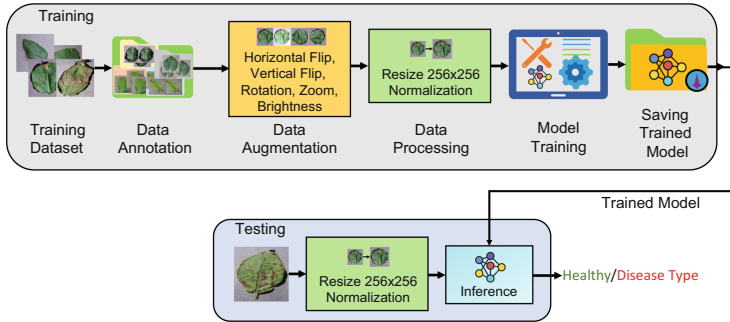 Training
Horizontal Flip,
Vertical Flip,
Rotation, Zoom,
Brightness
Resize 256x256
Normalization
Training
Dataset
Data
Annotation
Data
Augmentation
Data
Processing
Model
Training
Saving
Trained
Model
Trained Model
Testing
Resize 256x256
Normalization
Inference
Healthy/Disease Type